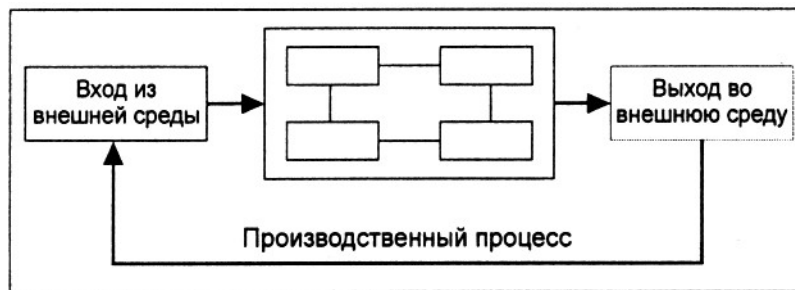 Вход из
внешней среды
Выход во
внешнюю среду
Производственный процесс